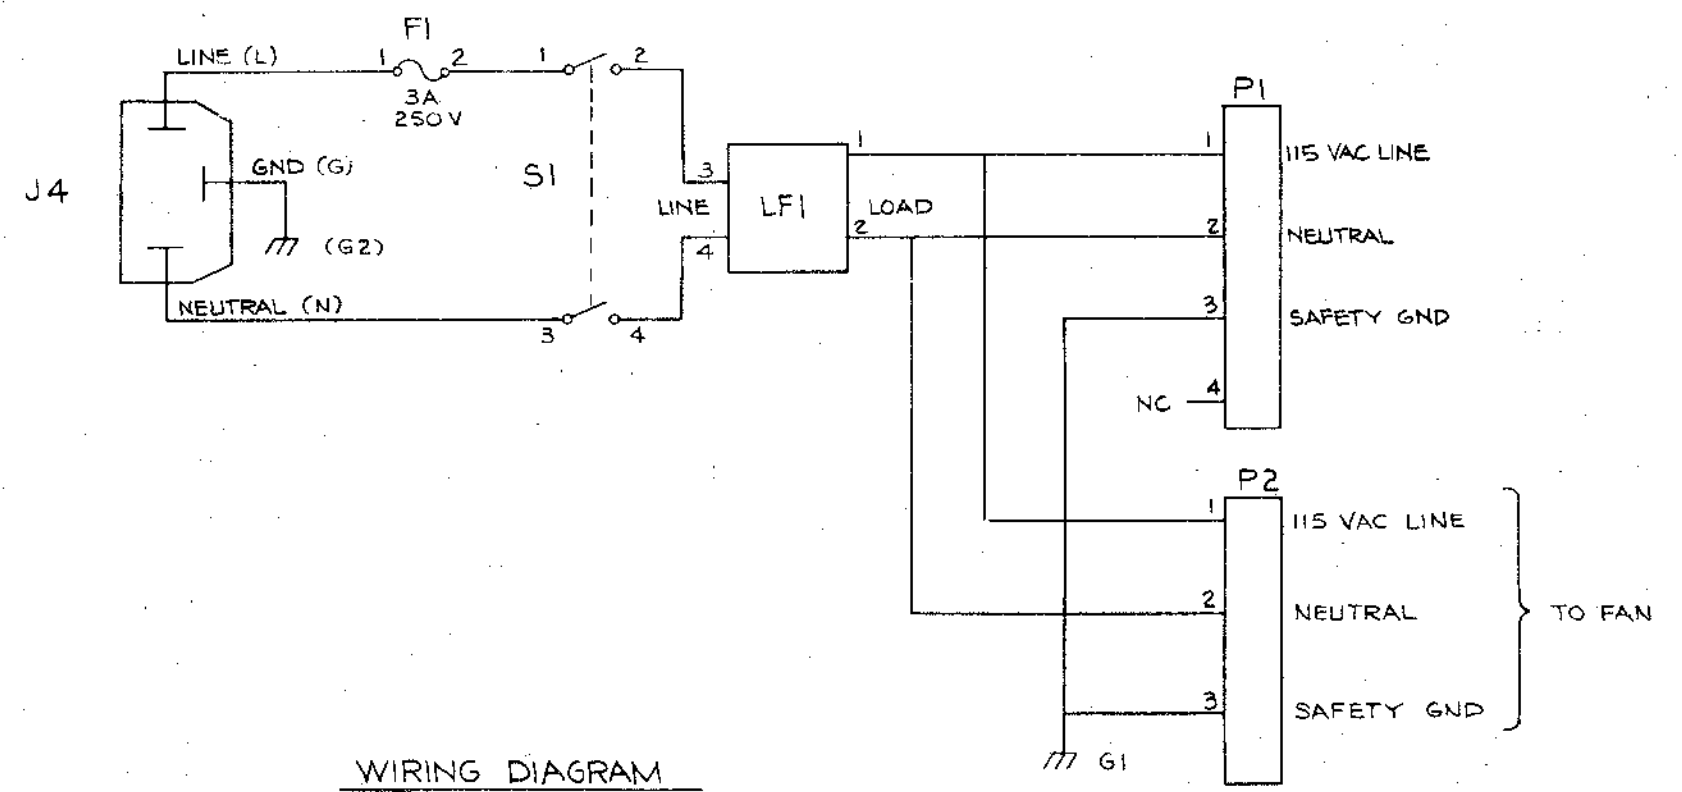 F1
LINE (L)
1
2
1
2
3A
250V
P1
1
1
115 VAC LINE
GND (G)
S1
3
J4
LINE
LF1
LOAD
2
2
NEUTRAL
(G2)
4
NEUTRAL (N)
3
4
3
SAFETY GND
4
NC
P2
1
115 VAC LINE
2
NEUTRAL
TO FAN
3
SAFETY GND
G1
WIRING DIAGRAM